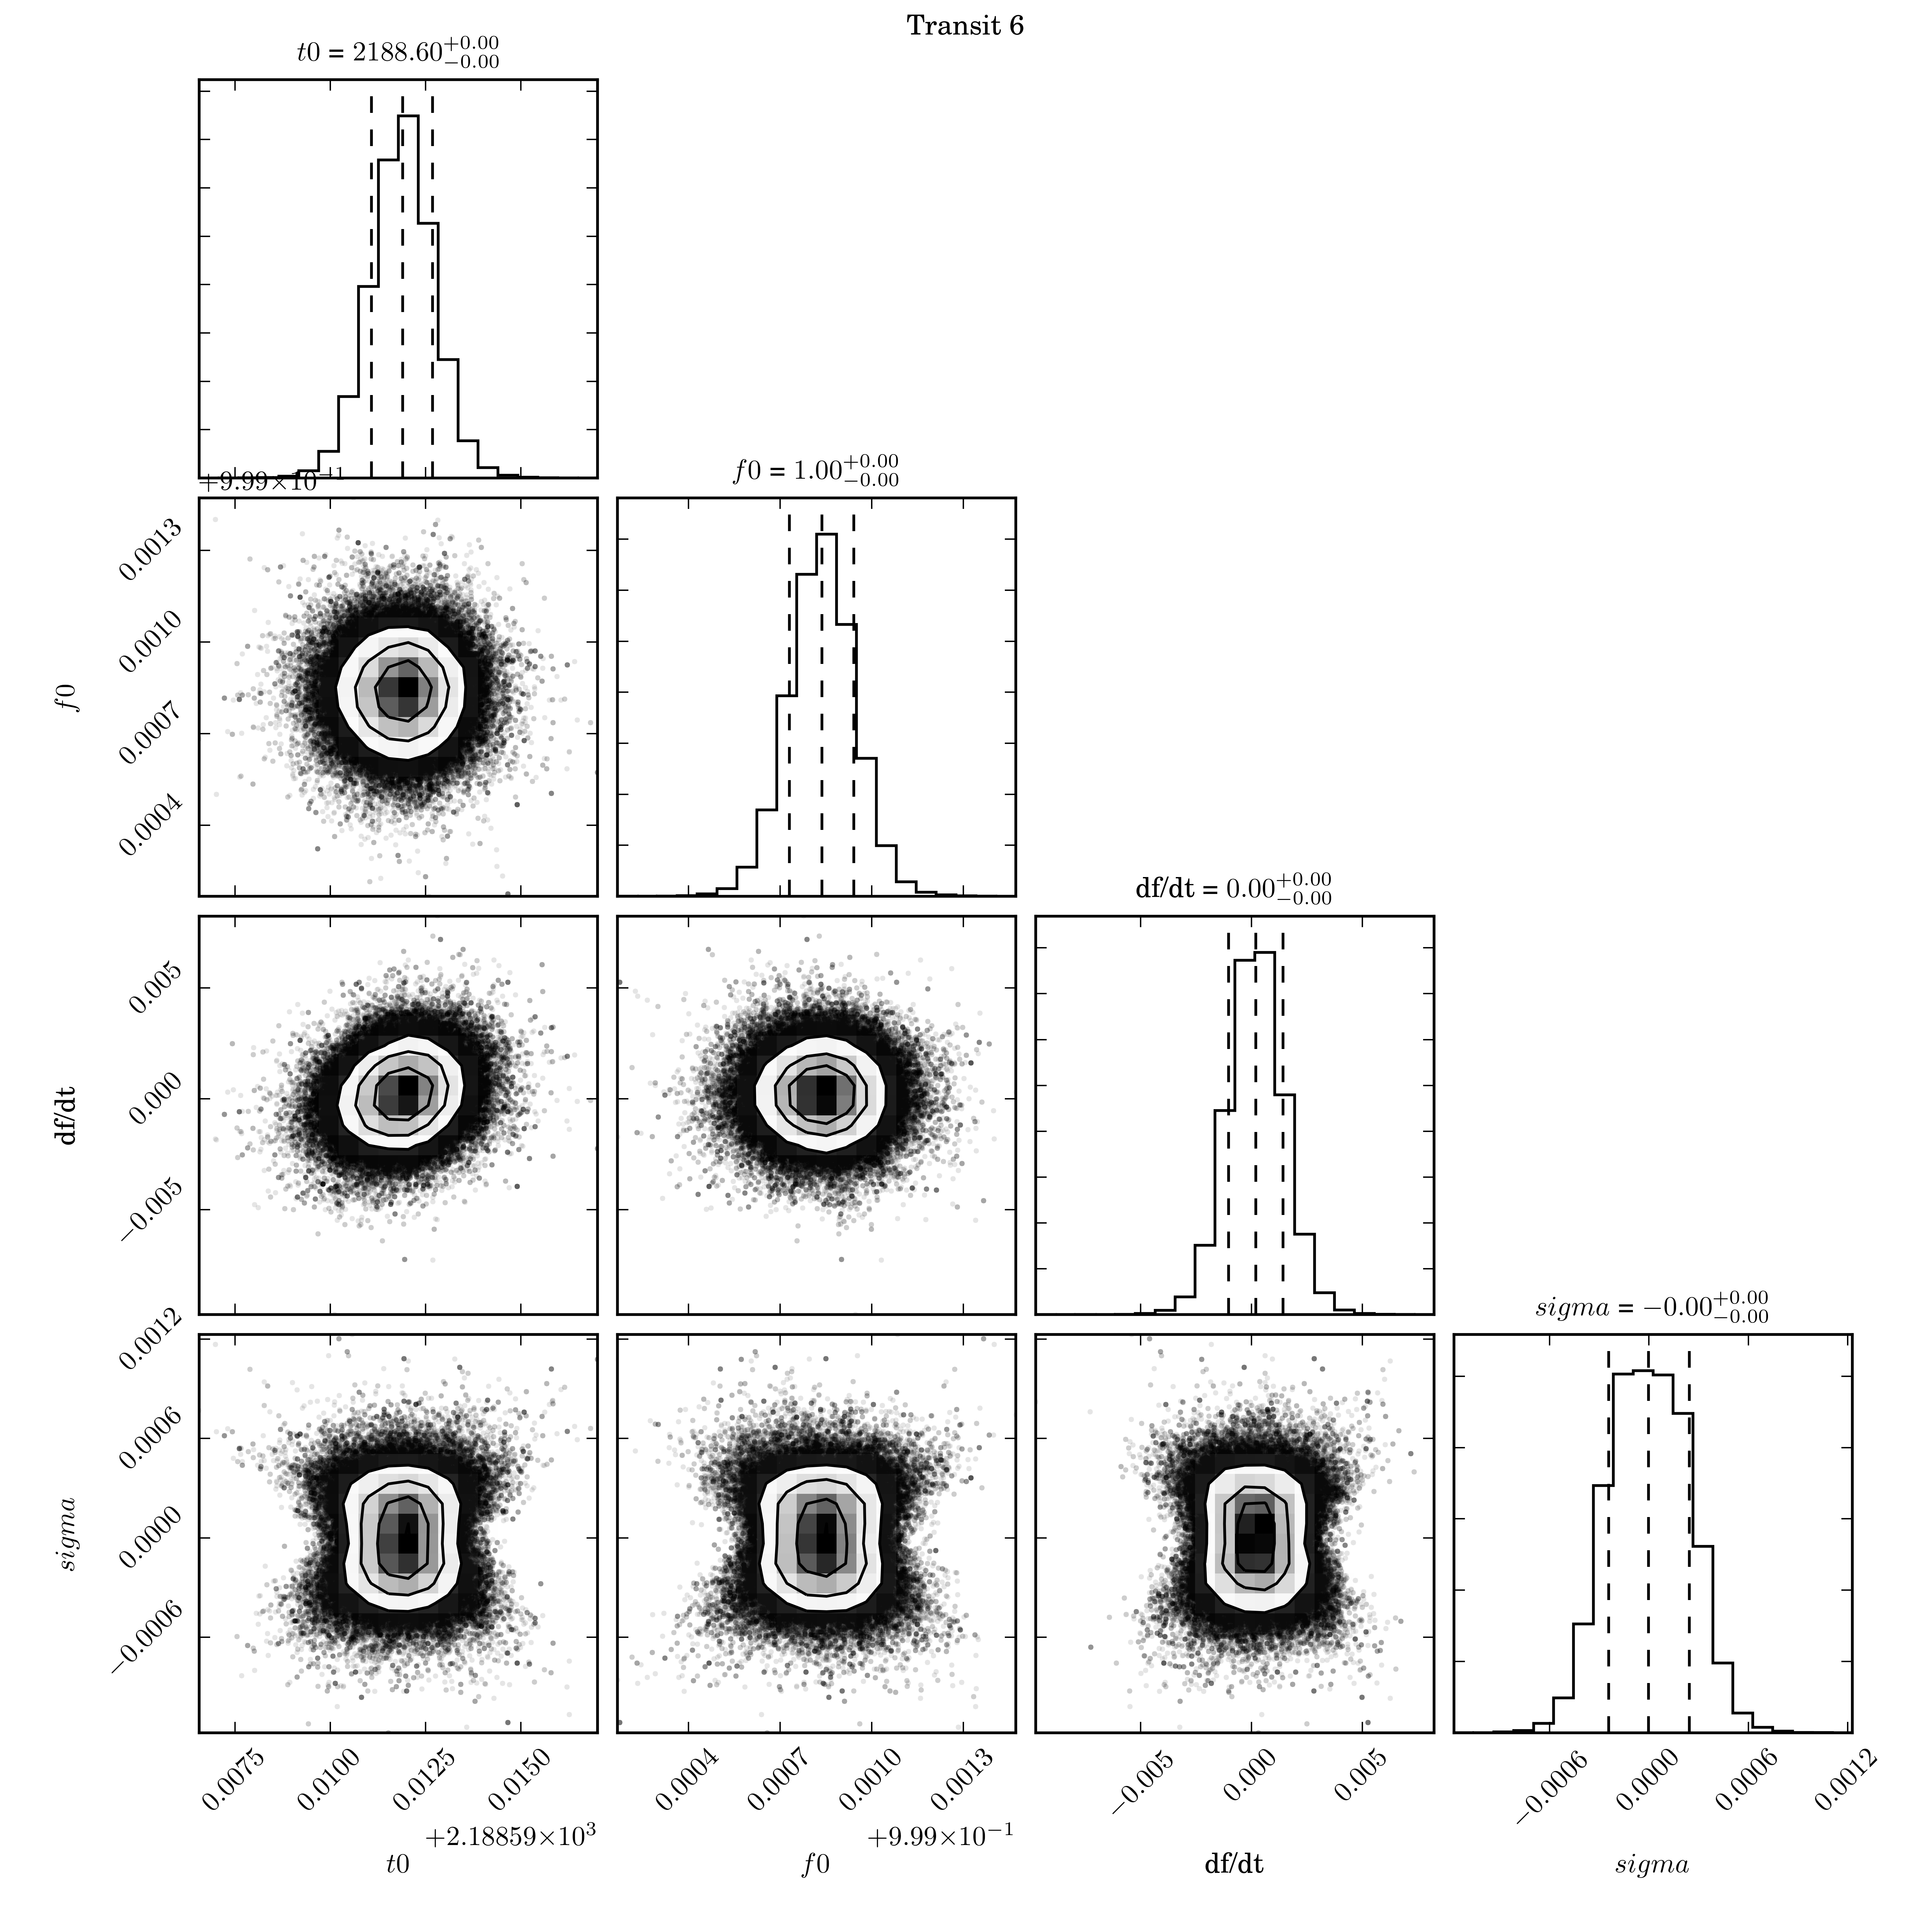 Transit 6
t0 = 2188.60+0.00−0.00
+9.99×10−1
f0 = 1.00+0.00−0.00
0.0013
0.0010
0.0007
0.0004
f0
df/dt = 0.00+0.00−0.00
0.005
0.000
−0.005
df/dt
sigma = −0.00+0.00−0.00
0.0012
0.0006
0.0000
−0.0006
sigma
0.0075 0.0100 0.0125 0.0150 0.0004 0.0007 0.0010 0.0013 −0.005 0.000 0.005 −0.0006 0.0000 0.0006 0.0012
+2.18859×10³ +9.99×10−1
t0 f0 df/dt sigma